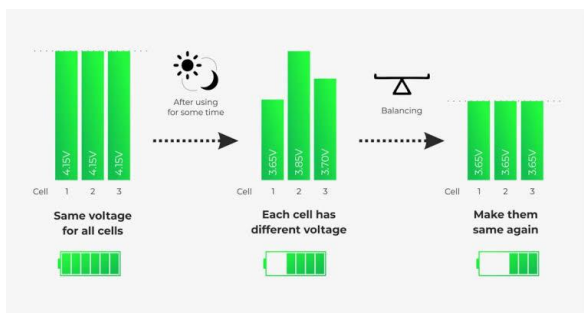 4.15V 4.15V 4.15V
Cell 1 2 3
Same voltage
for all cells
After using
for some time
3.65V 3.85V 3.70V
Cell 1 2 3
Each cell has
different voltage
Balancing
3.65V 3.65V 3.65V
Cell 1 2 3
Make them
same again